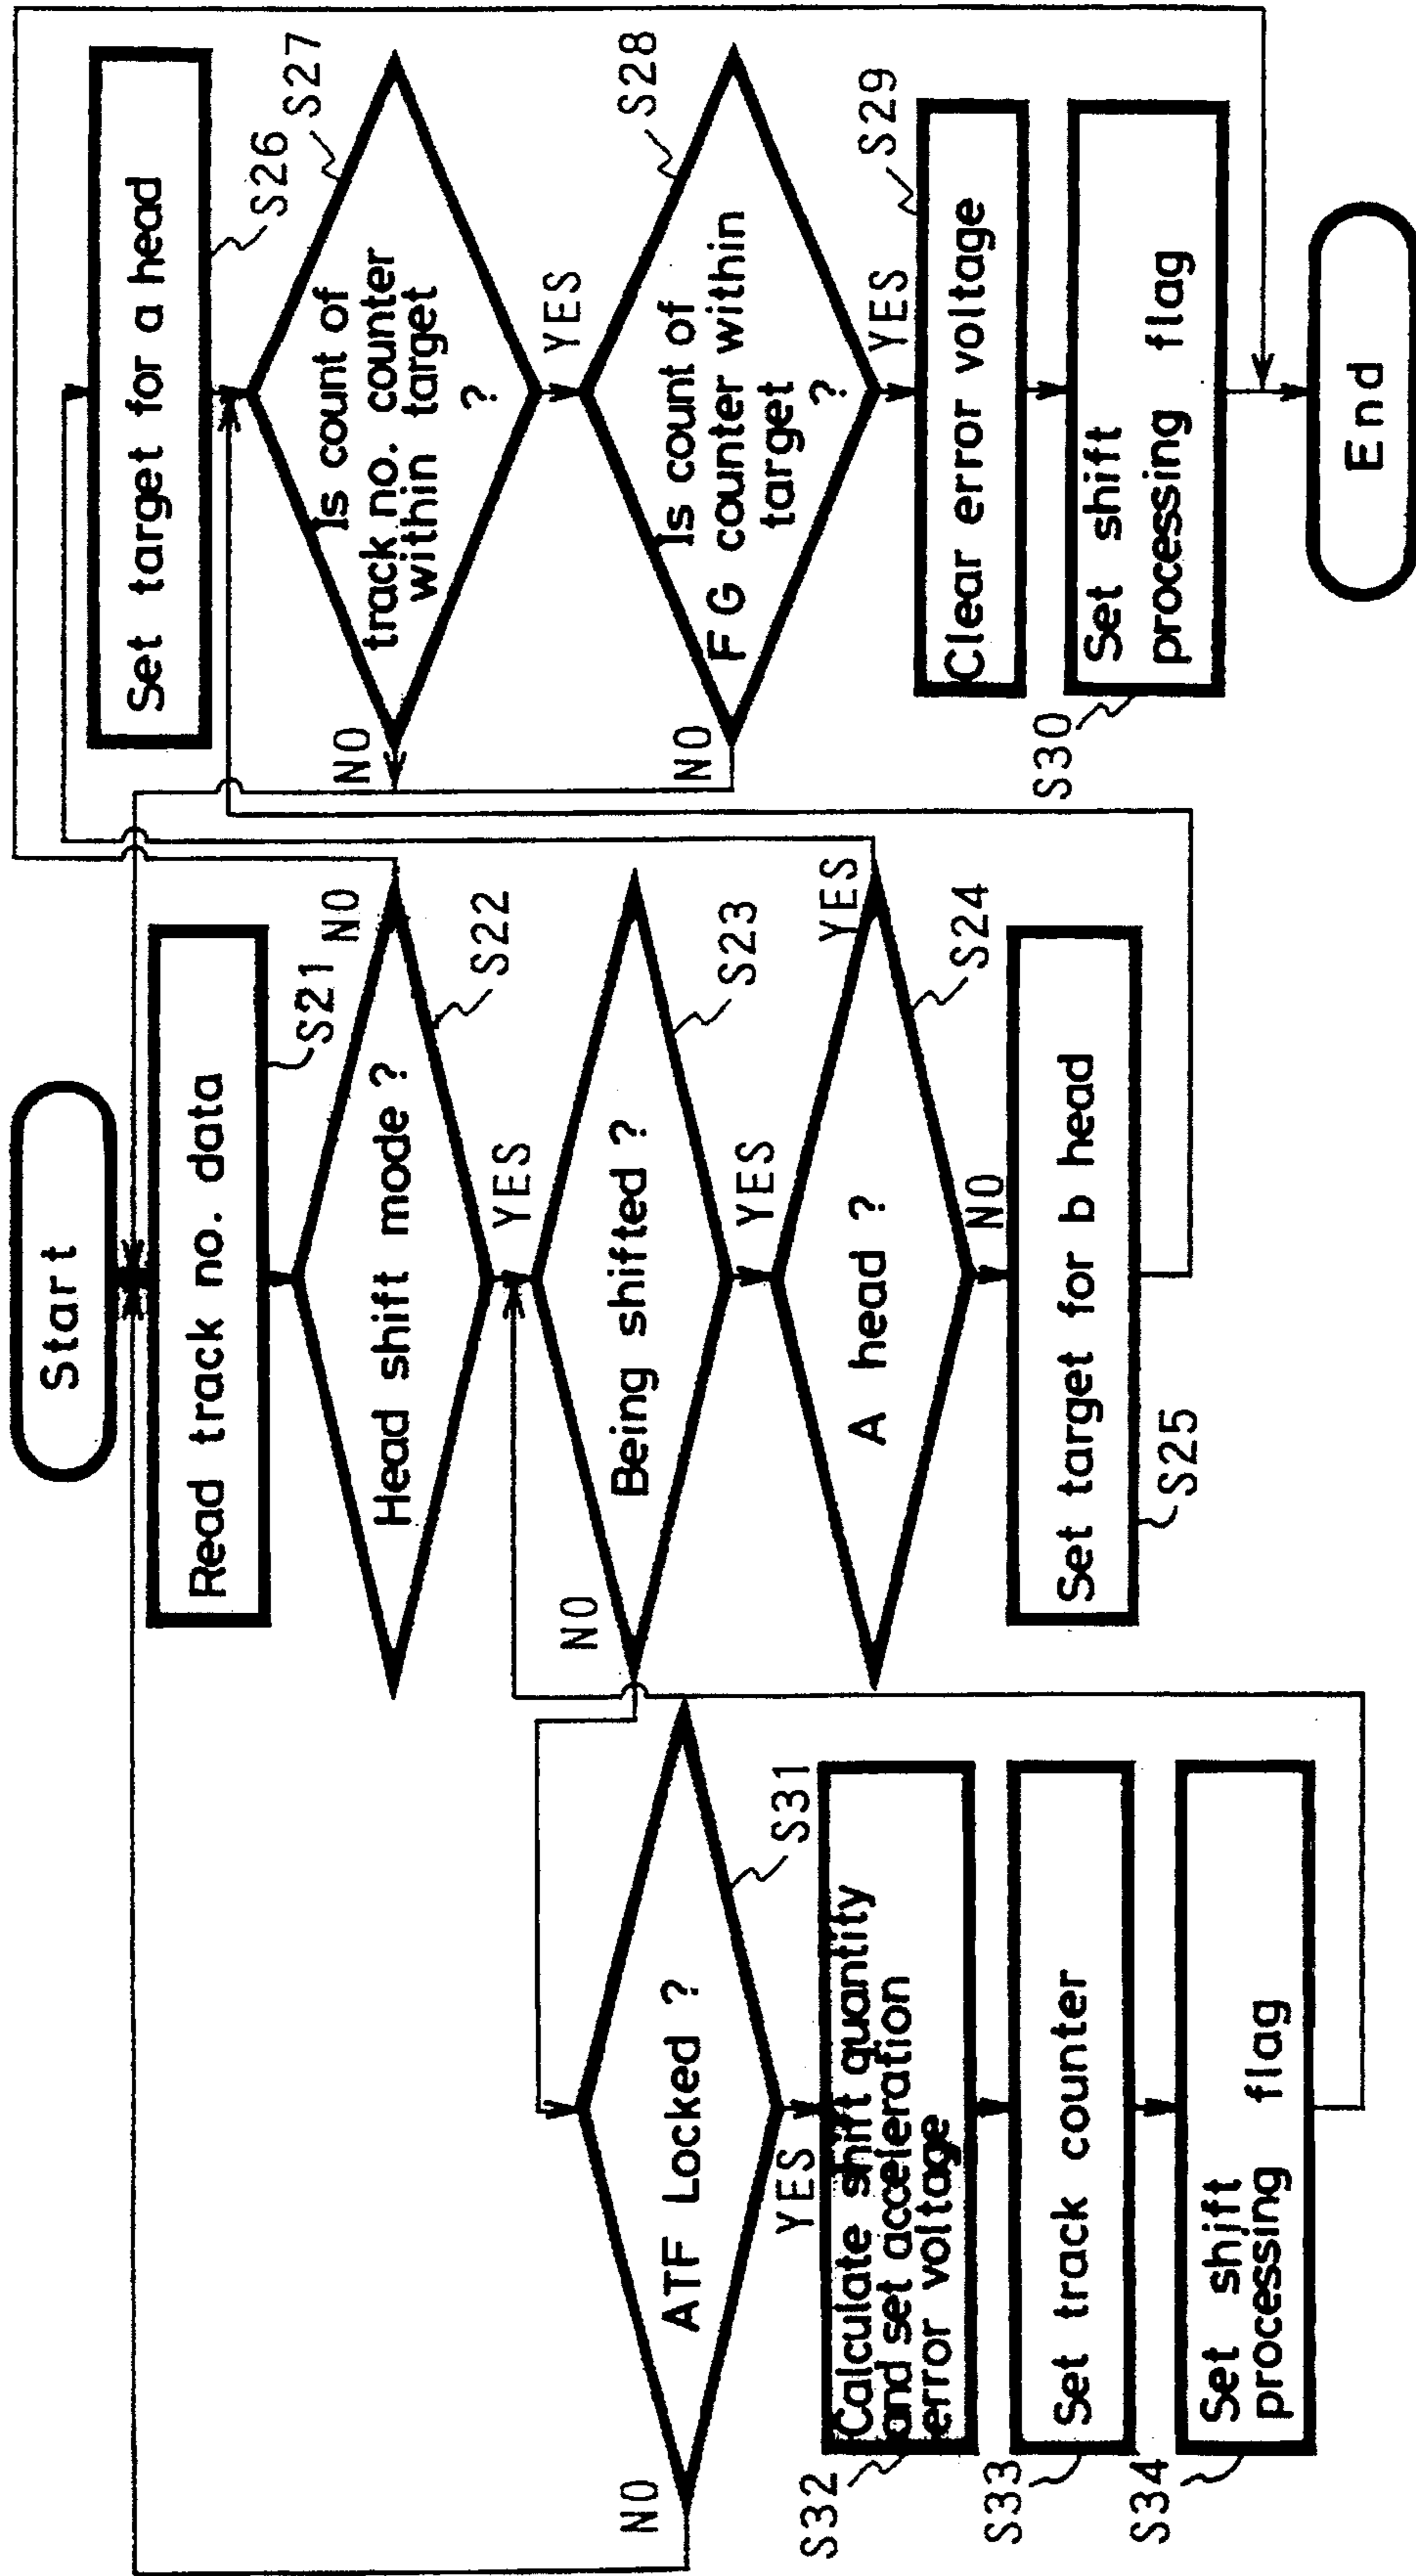 Start
Read track no. data
S21
Head shift mode ?
NO
S22
YES
Being shifted ?
NO
S23
YES
A head ?
YES
S24
NO
Set target for b head
S25
Set target for a head
S26
Is count of
track no. counter
within target
?
S27
NO
YES
Is count of
FG counter within
target
?
S28
NO
YES
Clear error voltage
S29
Set shift
processing flag
S30
End
ATF Locked ?
S31
NO
YES
Calculate shift quantity
and set acceleration
error voltage
S32
Set track counter
S33
Set shift
processing flag
S34